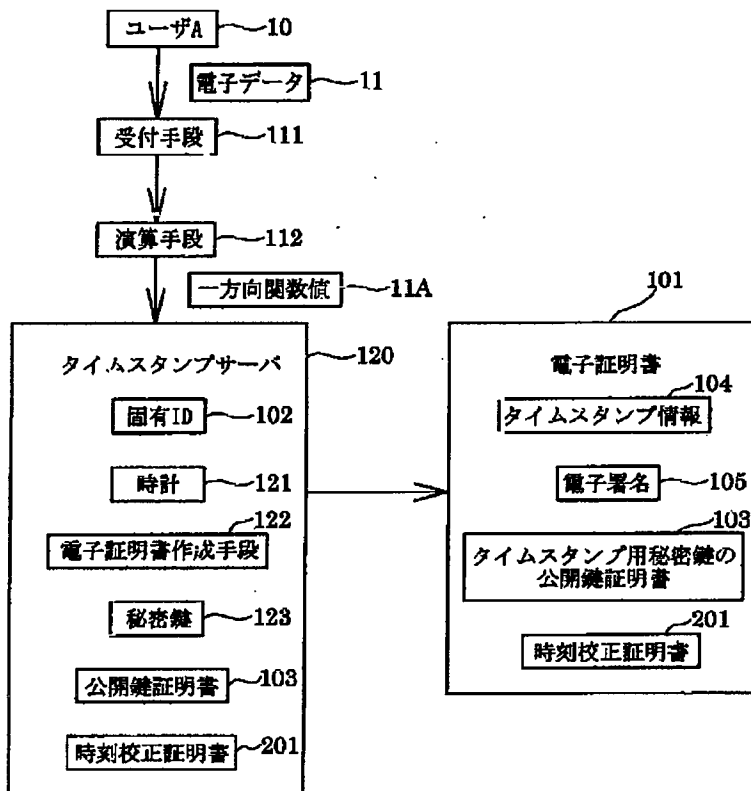 ユーザA 10
電子データ 11
受付手段 111
演算手段 112
一方向関数値 11A
タイムスタンプサーバ 120
固有ID 102
時計 121
122
電子証明書作成手段
秘密鍵 123
公開鍵証明書 103
時刻校正証明書 201
101
電子証明書
104
タイムスタンプ情報
電子署名 105
103
タイムスタンプ用秘密鍵の
公開鍵証明書
201
時刻校正証明書